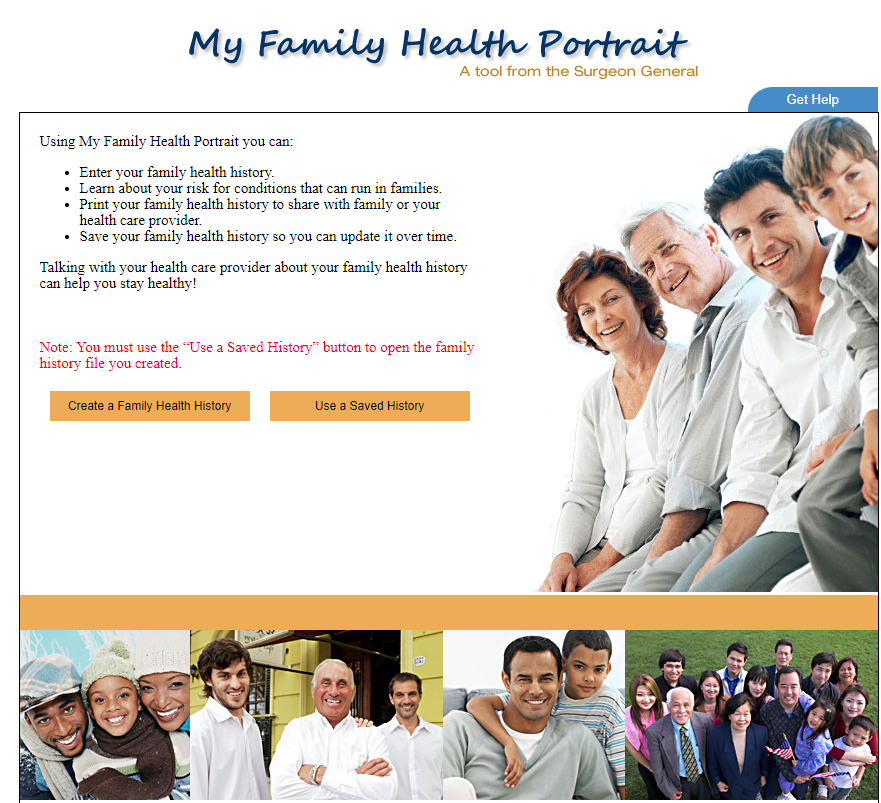 My Family Health Portrait
A tool from the Surgeon General
Get Help
Using My Family Health Portrait you can:
• Enter your family health history.
• Learn about your risk for conditions that can run in families.
• Print your family health history to share with family or your
health care provider.
• Save your family health history so you can update it over time.
Talking with your health care provider about your family health history
can help you stay healthy!
Note: You must use the “Use a Saved History” button to open the family
history file you created.
Create a Family Health History
Use a Saved History